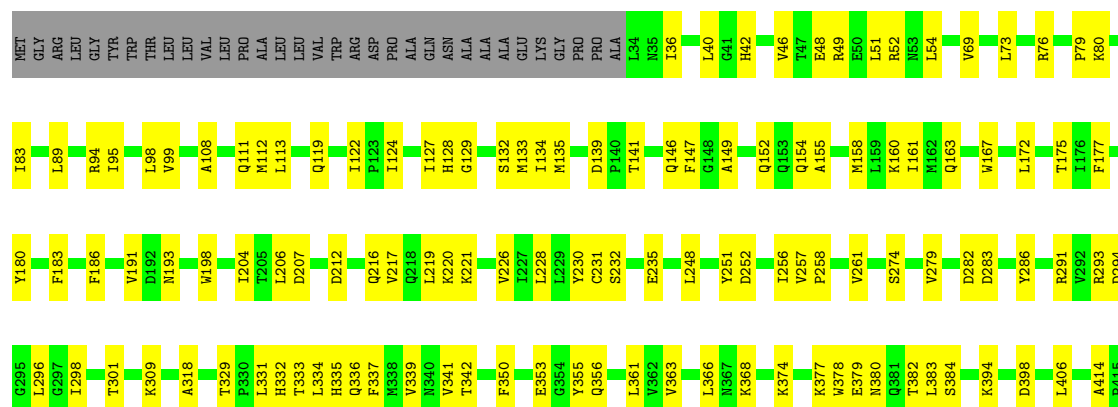 MET GLY ARG LEU GLY TYR TRP THR LEU LEU VAL LEU PRO ALA LEU LEU VAL TRP ARG ASP PRO ALA GLN ASN ALA ALA ALA GLU LYS GLY PRO PRO ALA L34 N35 I36 L40 G41 H42 V46 T47 E48 R49 E50 L51 R52 N53 L54 V69 L73 R76 P79 K80
I83 L89 R94 I95 L98 V99 A108 Q111 M112 L113 Q119 I122 P123 I124 I127 H128 G129 S132 M133 I134 M135 D139 P140 T141 Q146 F147 G148 A149 Q152 Q153 Q154 A155 M158 L159 K160 I161 M162 Q163 W167 L172 T175 I176 F177
Y180 F183 F186 V191 D192 N193 W198 I204 T205 L206 D207 D212 Q216 V217 Q218 L219 K220 K221 V226 I227 L228 L229 Y230 C231 S232 E235 L248 Y251 D252 I256 V257 P258 V261 S274 V279 D282 D283 Y286 R291 V292 R293
G295 L296 G297 I298 T301 K309 A318 T329 P330 L331 H332 T333 L334 H335 Q336 F337 M338 V339 N340 V341 T342 F350 E353 G354 Y355 Q356 L361 V362 V363 L366 N367 K368 K374 K377 W378 E379 N380 Q381 T382 L383 S384 K394 D398 L406 A414